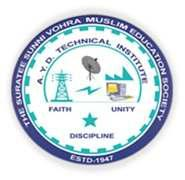 THE SURATEE SUNNI VOHRA MUSLIM EDUCATION SOCIETY
A. Y. D. TECHNICAL INSTITUTE
FAITH UNITY
DISCIPLINE
ESTD-1947